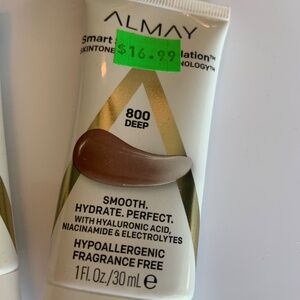 ALMAY
Smart
$16.99
SKINTONE
800
DEEP
SMOOTH.
HYDRATE. PERFECT.
WITH HYALURONIC ACID,
NIACINAMIDE & ELECTROLYTES
HYPOALLERGENIC
FRAGRANCE FREE
1 Fl. Oz./30 mL e